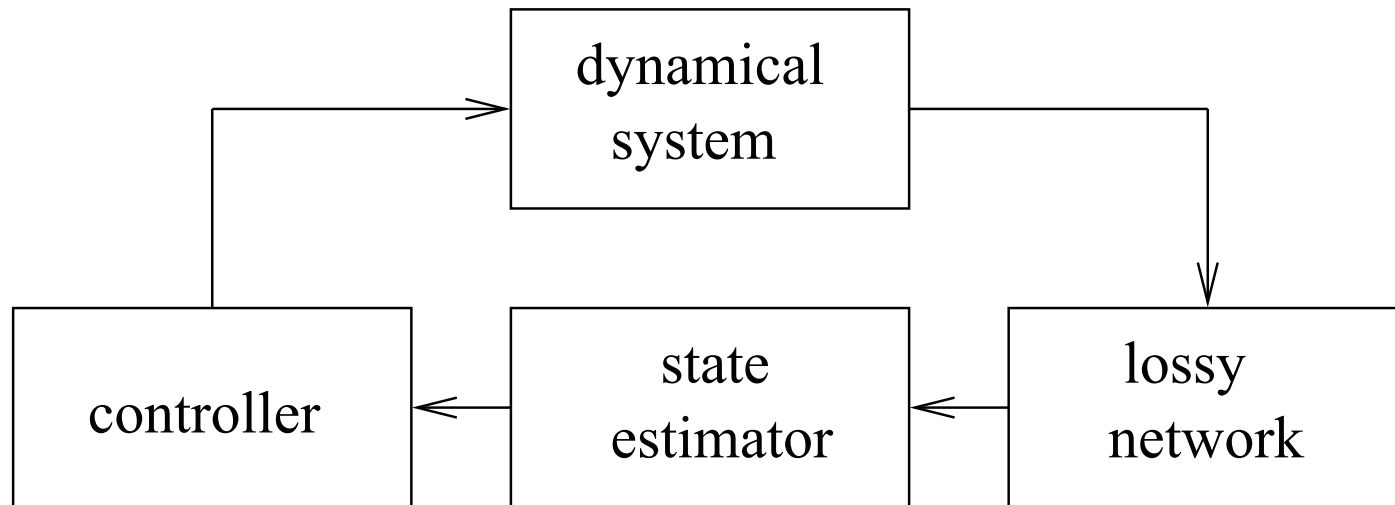 dynamical
system
controller
state
estimator
lossy
network